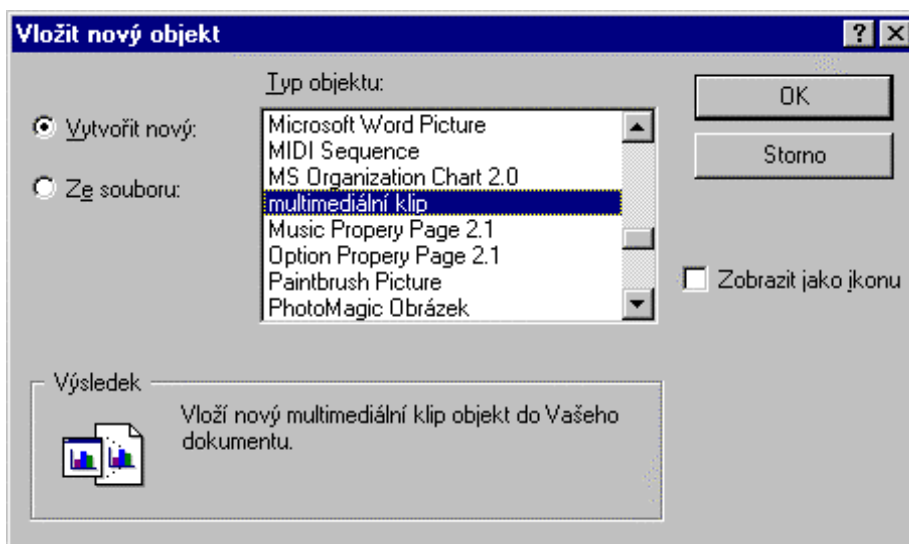 Vložit nový objekt
Typ objektu:
Vytvořit nový:
Ze souboru:
Microsoft Word Picture
MIDI Sequence
MS Organization Chart 2.0
multimediální klip
Music Propery Page 2.1
Option Propery Page 2.1
Paintbrush Picture
PhotoMagic Obrázek
OK
Storno
Zobrazit jako ikonu
Výsledek
Vloží nový multimediální klip objekt do Vašeho
dokumentu.